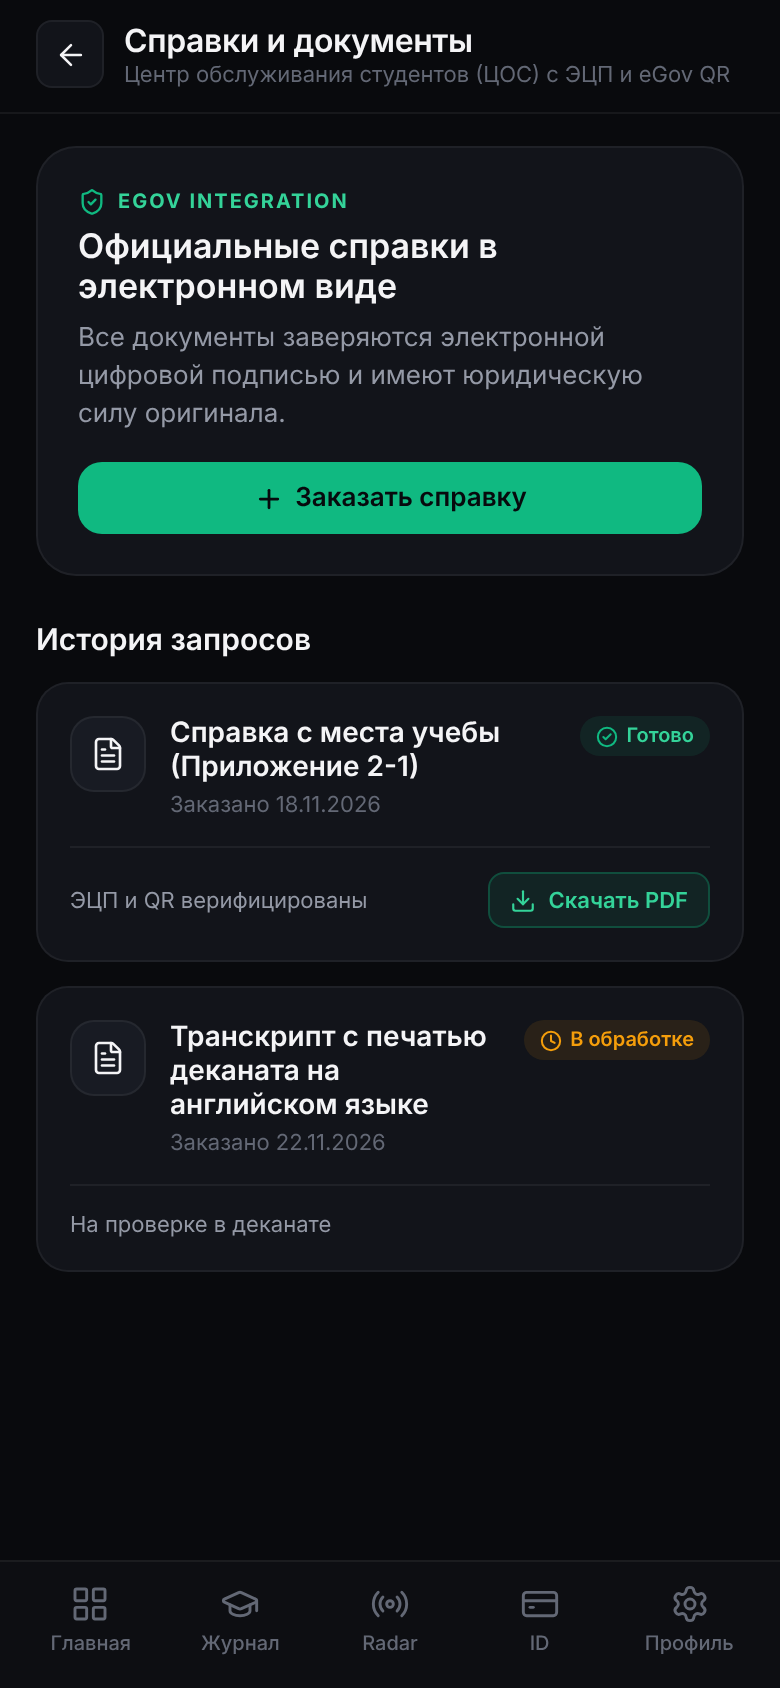 Справки и документы
Центр обслуживания студентов (ЦОС) с ЭЦП и eGov QR
EGOV INTEGRATION
Официальные справки в
электронном виде
Все документы заверяются электронной
цифровой подписью и имеют юридическую
силу оригинала.
Заказать справку
История запросов
Справка с места учебы
(Приложение 2-1)
Готово
Заказано 18.11.2026
ЭЦП и QR верифицированы
Скачать PDF
Транскрипт с печатью
деканата на
английском языке
В обработке
Заказано 22.11.2026
На проверке в деканате
Главная
Журнал
Radar
ID
Профиль